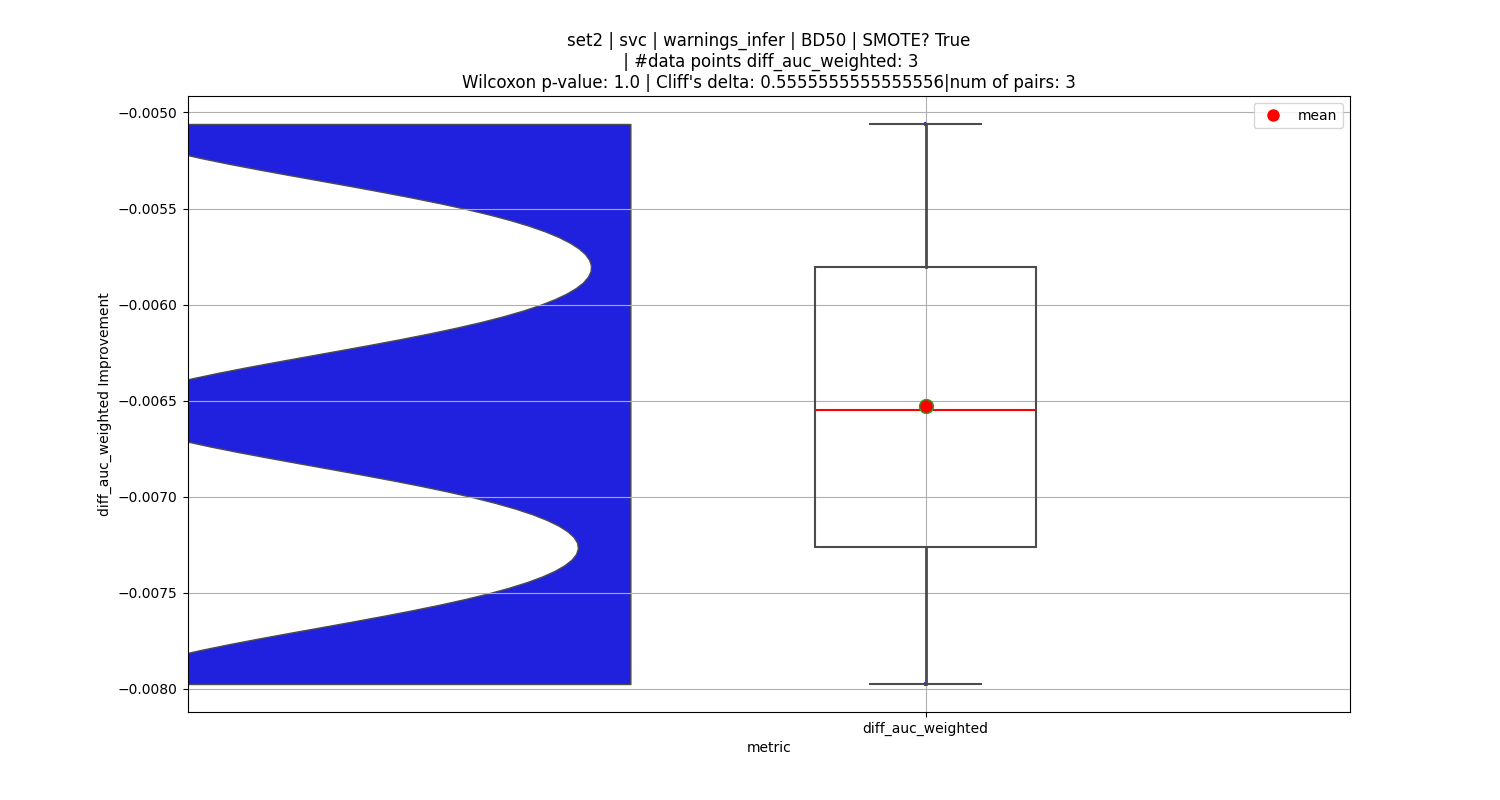 set2 | svc | warnings_infer | BD50 | SMOTE? True
| #data points diff_auc_weighted: 3
Wilcoxon p-value: 1.0 | Cliff's delta: 0.5555555555555556|num of pairs: 3
mean
−0.0050
−0.0055
−0.0060
−0.0065
−0.0070
−0.0075
−0.0080
diff_auc_weighted Improvement
diff_auc_weighted
metric